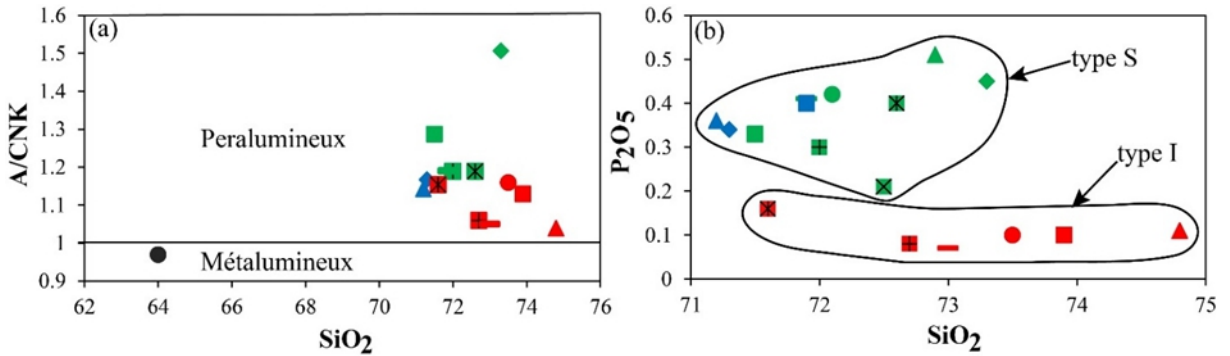 (a)
1.6
1.5
1.4
1.3
1.2
1.1
1
0.9
A/CNK
Peralumineux
Métalumineux
62 64 66 68 70 72 74 76
SiO₂
(b)
0.6
0.5
0.4
0.3
0.2
0.1
0
P₂O₅
type S
type I
71 72 73 74 75
SiO₂